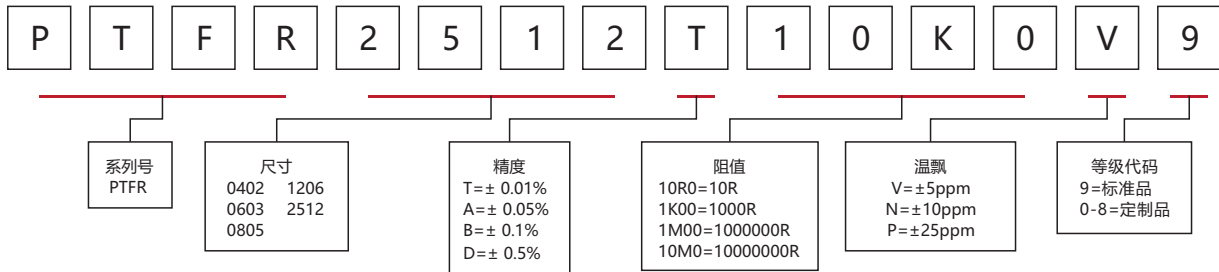 P T F R 2 5 1 2 T 1 0 K 0 V 9
系列号
PTFR
尺寸
0402 1206
0603 2512
0805
精度
T=± 0.01%
A=± 0.05%
B=± 0.1%
D=± 0.5%
阻值
10R0=10R
1K00=1000R
1M00=1000000R
10M0=10000000R
温飘
V=±5ppm
N=±10ppm
P=±25ppm
等级代码
9=标准品
0-8=定制品